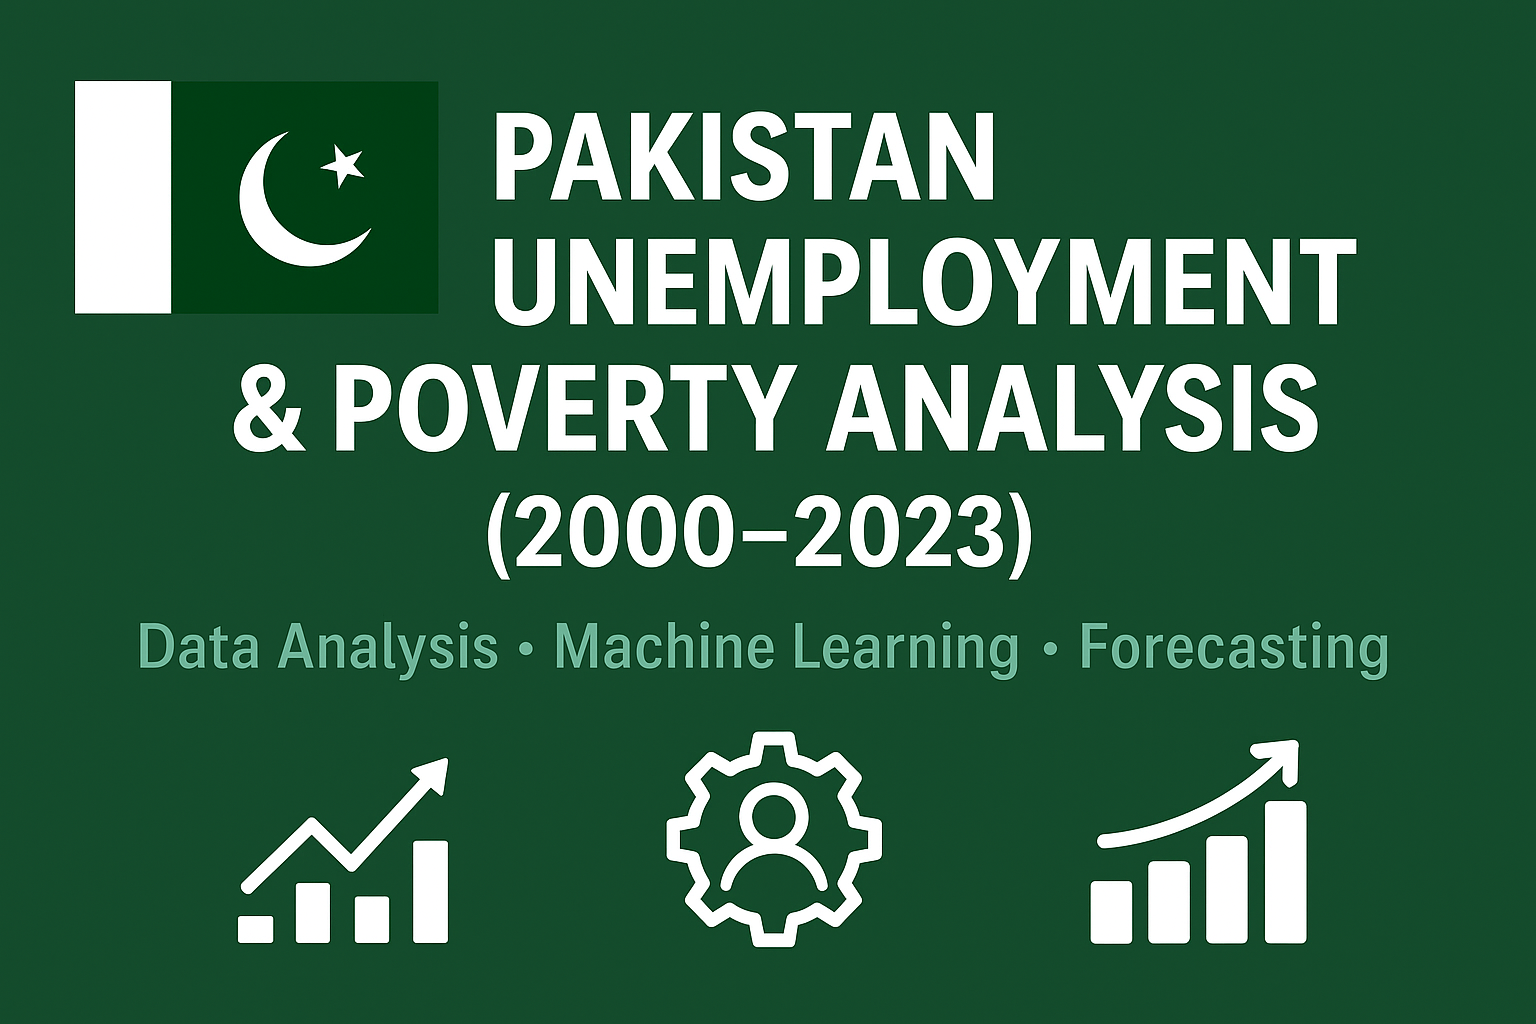 PAKISTAN
UNEMPLOYMENT
& POVERTY ANALYSIS
(2000–2023)
Data Analysis • Machine Learning • Forecasting